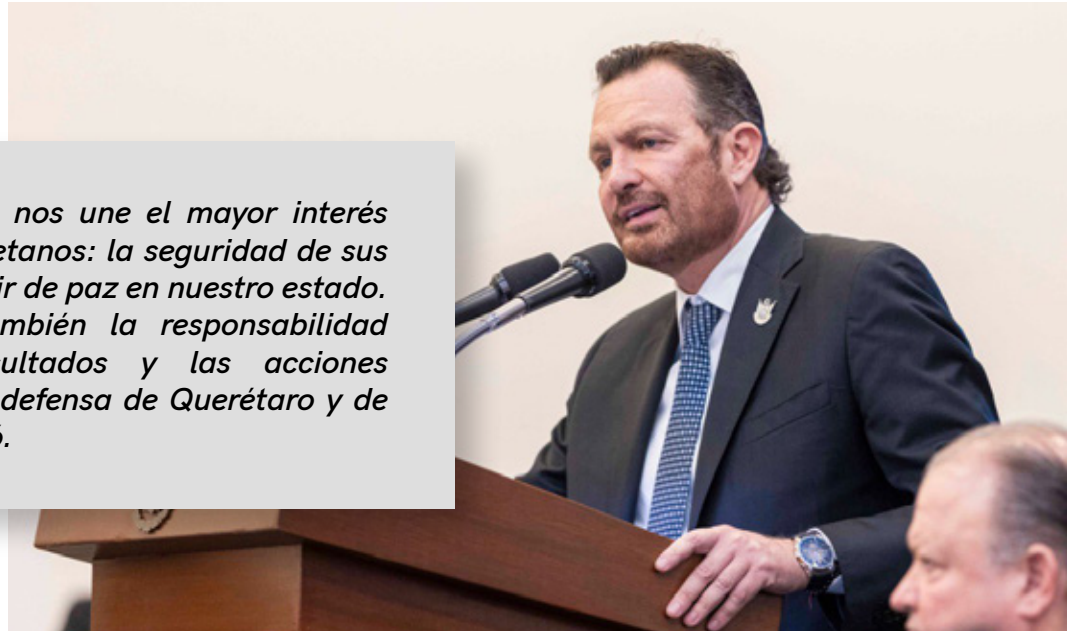 nos une el mayor interés
etanos: la seguridad de sus
ir de paz en nuestro estado.
mbién la responsabilidad
ultados y las acciones
defensa de Querétaro y de